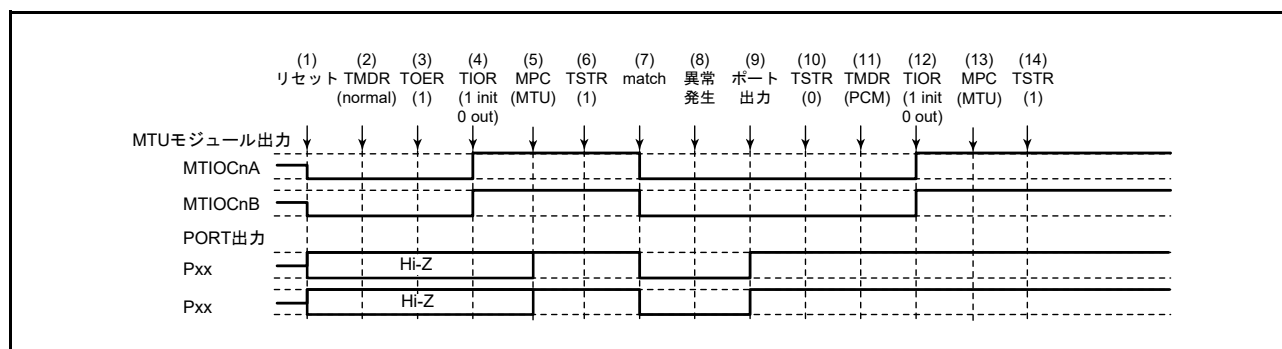 (1) (2) (3) (4) (5) (6) (7) (8) (9) (10) (11) (12) (13) (14)
リセット TMDR TOER TIOR MPC TSTR match 異常 ポート TSTR TMDR TIOR MPC TSTR
(normal) (1) (1 init (MTU) (1) 発生 出力 (0) (PCM) (1 init (MTU) (1)
0 out) 0 out)
MTUモジュール出力
MTIOCnA
MTIOCnB
PORT出力
Pxx Hi-Z
Pxx Hi-Z